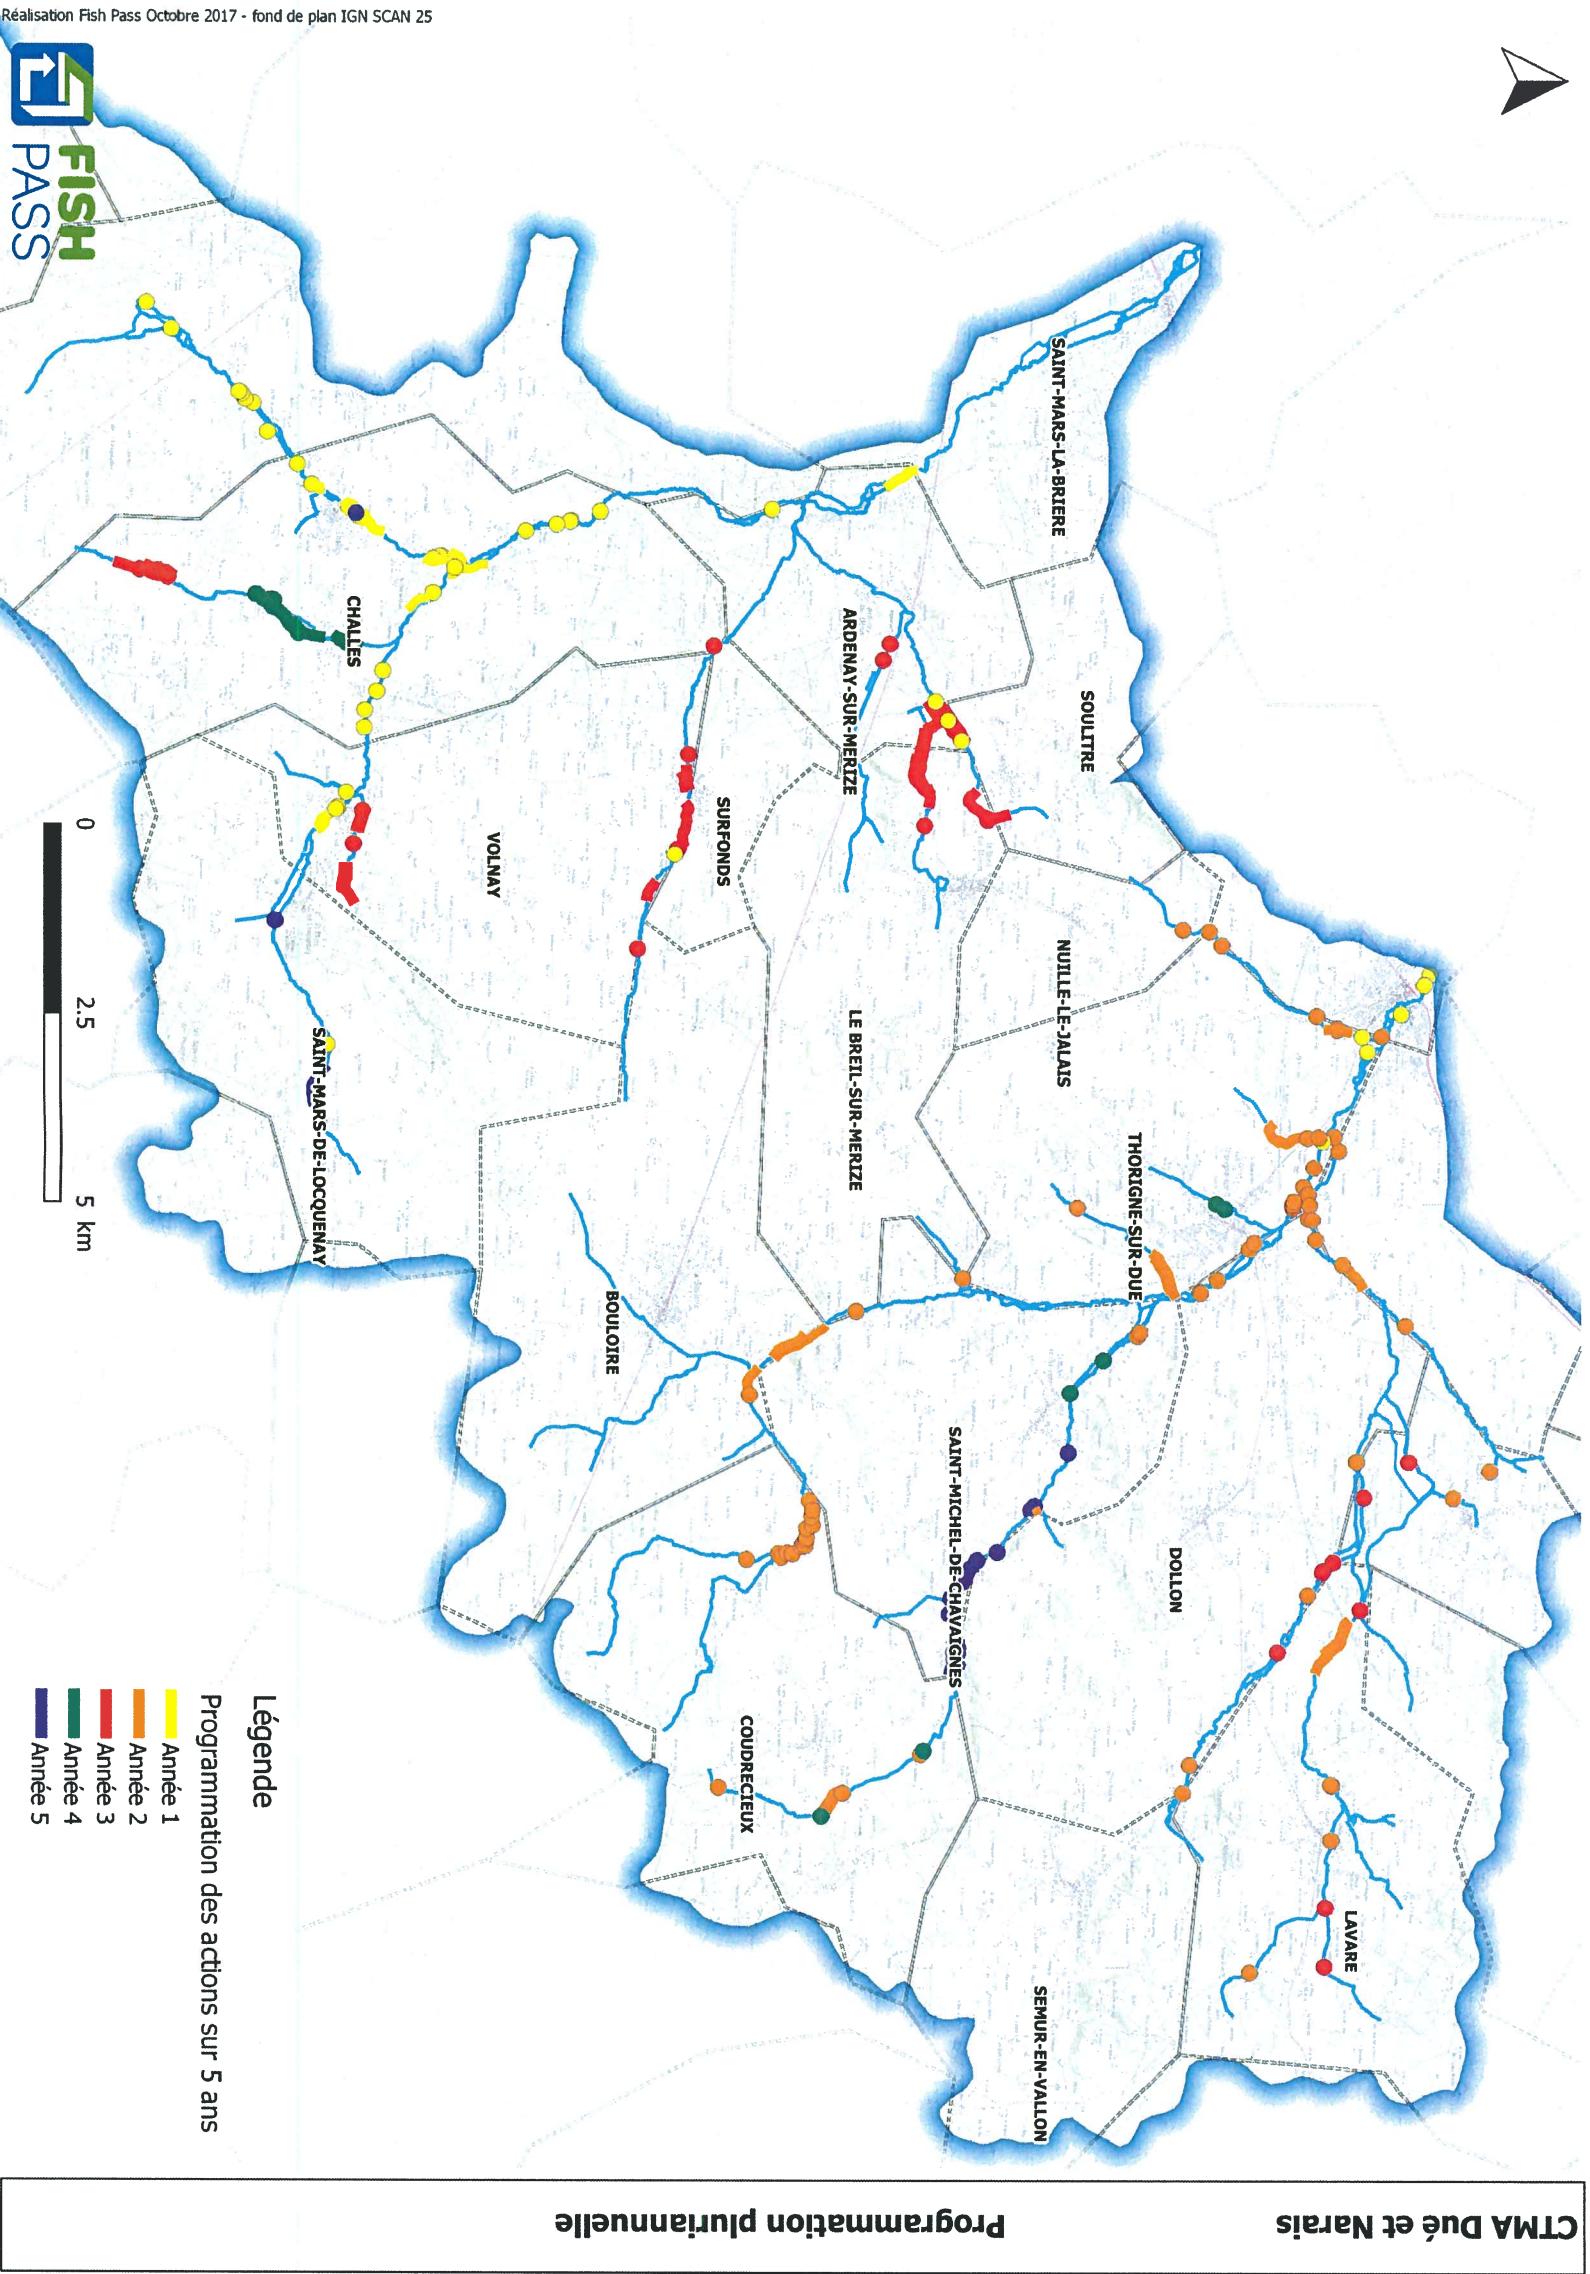 Réalisation Fish Pass Octobre 2017 - fond de plan IGN SCAN 25
FISH
PASS
CTMA Dué et Narais
Programmation pluriannuelle
SAINT-MARS-LA-BRIERE
SOULITRE
ARDENAY-SUR-MERIZE
CHALLES
SURFONDS
VOLNAY
NUILLE-LE-JALAIS
LE BREIL-SUR-MERIZE
THORIGNE-SUR-DUE
SAINT-MARS-DE-LOCQUENAY
BOULOIRE
SAINT-MICHEL-DE-CHAVAIGNES
DOLLON
COUDRECIEUX
LAVARE
SEMUR-EN-VALLON
0 2.5 5 km
Légende
Programmation des actions sur 5 ans
Année 1
Année 2
Année 3
Année 4
Année 5